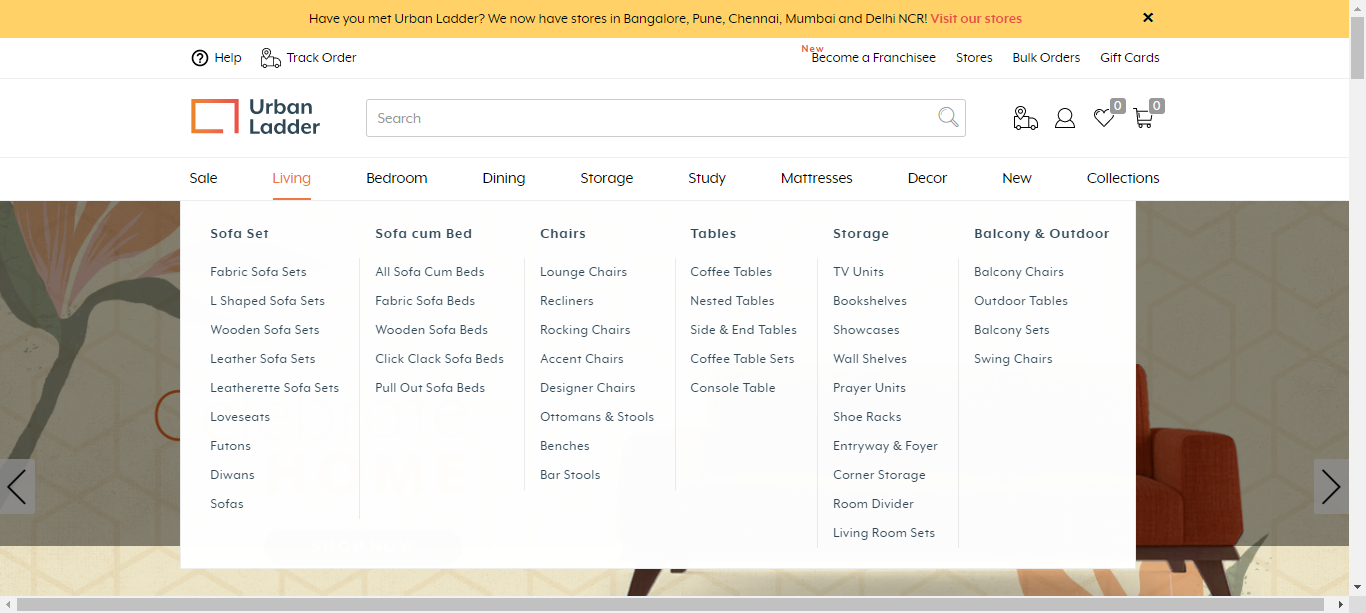 Have you met Urban Ladder? We now have stores in Bangalore, Pune, Chennai, Mumbai and Delhi NCR! Visit our stores
Help
Track Order
New
Become a Franchisee
Stores
Bulk Orders
Gift Cards
Urban
Ladder
Search
0
0
Sale
Living
Bedroom
Dining
Storage
Study
Mattresses
Decor
New
Collections
Sofa Set
Fabric Sofa Sets
L Shaped Sofa Sets
Wooden Sofa Sets
Leather Sofa Sets
Leatherette Sofa Sets
Loveseats
Futons
Diwans
Sofas
Sofa cum Bed
All Sofa Cum Beds
Fabric Sofa Beds
Wooden Sofa Beds
Click Clack Sofa Beds
Pull Out Sofa Beds
Chairs
Lounge Chairs
Recliners
Rocking Chairs
Accent Chairs
Designer Chairs
Ottomans & Stools
Benches
Bar Stools
Tables
Coffee Tables
Nested Tables
Side & End Tables
Coffee Table Sets
Console Table
Storage
TV Units
Bookshelves
Showcases
Wall Shelves
Prayer Units
Shoe Racks
Entryway & Foyer
Corner Storage
Room Divider
Living Room Sets
Balcony & Outdoor
Balcony Chairs
Outdoor Tables
Balcony Sets
Swing Chairs